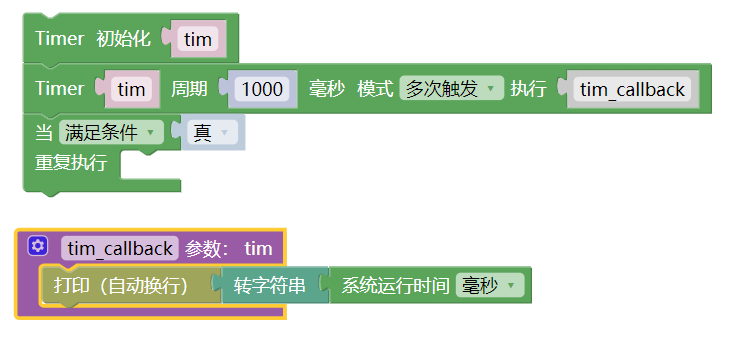 Timer 初始化 tim
Timer tim 周期 1000 毫秒 模式 多次触发 执行 tim_callback
当 满足条件 真
重复执行
tim_callback 参数： tim
打印（自动换行） 转字符串 系统运行时间 毫秒